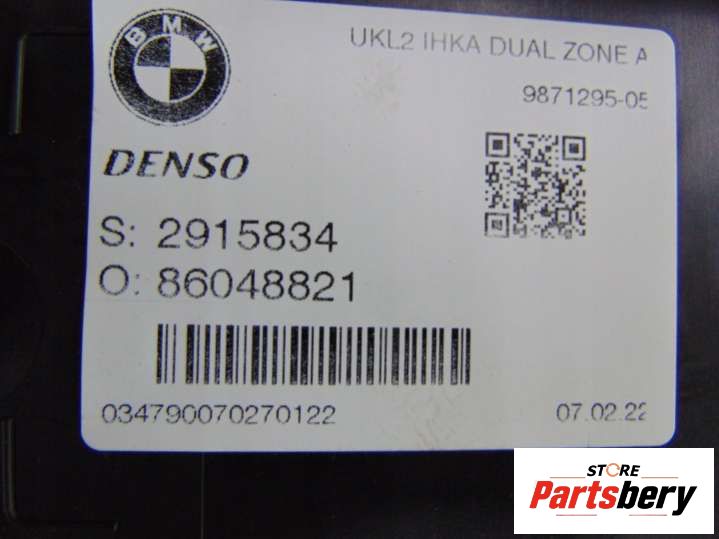 BMW
UKL2 IHKA DUAL ZONE A
9871295-05
DENSO
S: 2915834
O: 86048821
034790070270122
07.02.22
STORE
Partsbery